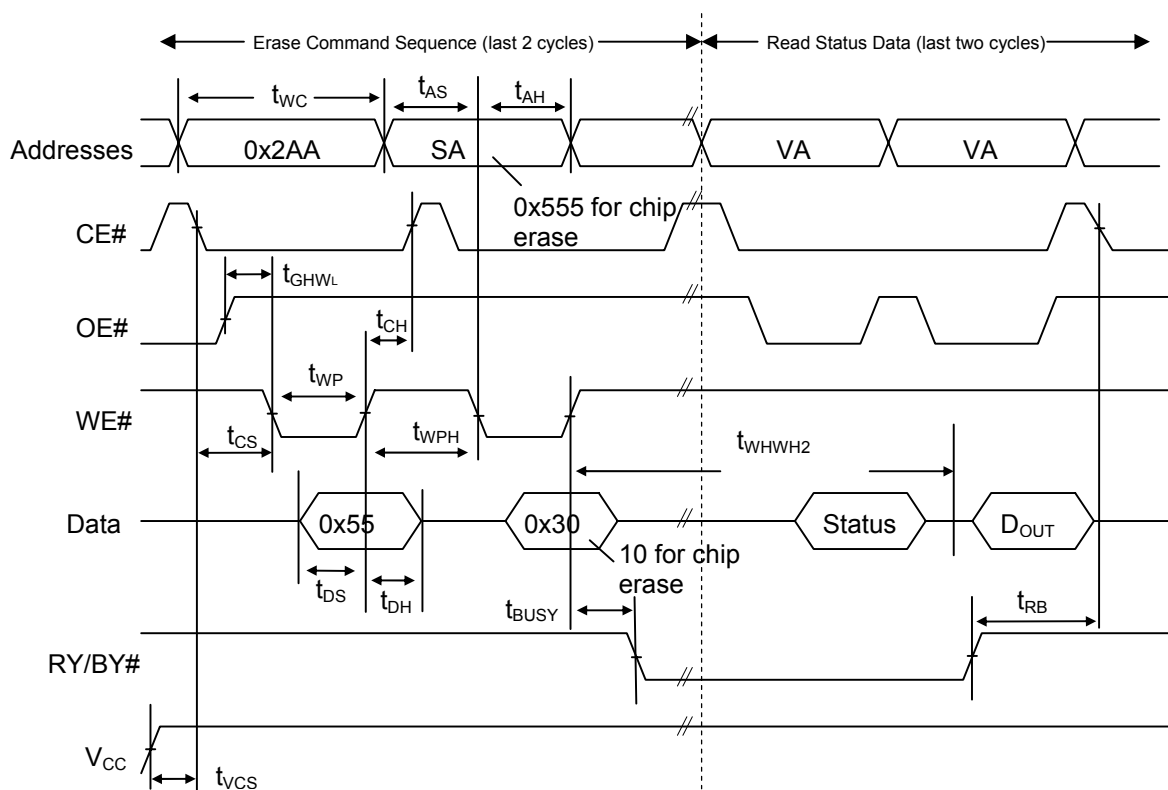 Erase Command Sequence (last 2 cycles) Read Status Data (last two cycles)
tWC tAS tAH
Addresses 0x2AA SA VA VA
0x555 for chip
erase
CE#
tGHWL
OE#
tCH
tWP
WE#
tCS tWPH tWHWH2
Data 0x55 0x30 Status DOUT
10 for chip
erase
tDS tDH tBUSY tRB
RY/BY#
VCC
tVCS